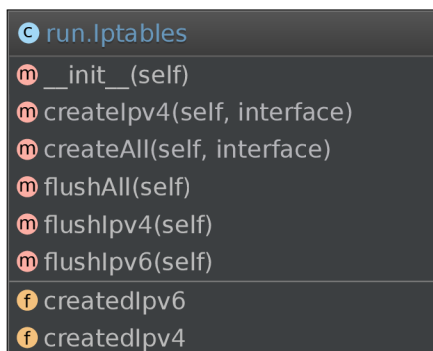 C run.Iptables
m __init__(self)
m createIpv4(self, interface)
m createAll(self, interface)
m flushAll(self)
m flushIpv4(self)
m flushIpv6(self)
f createdIpv6
f createdIpv4